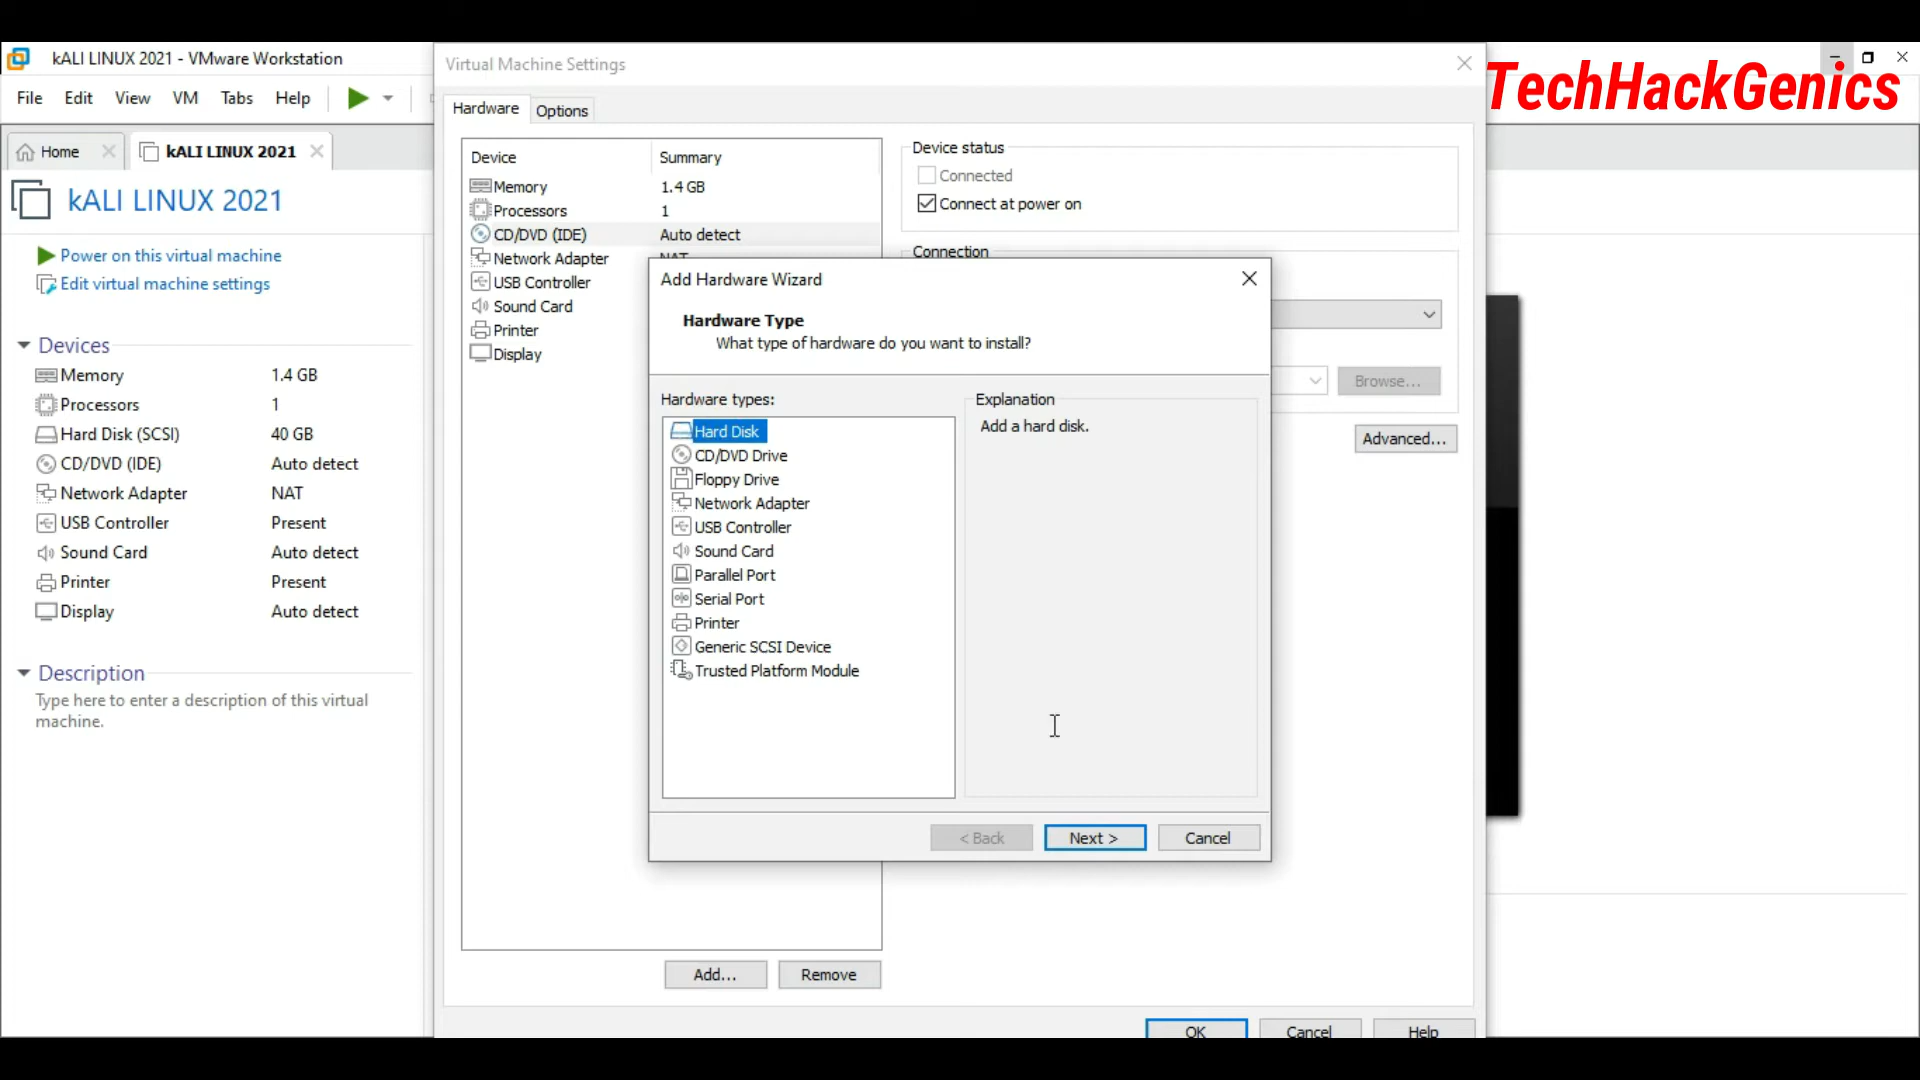 kALI LINUX 2021 - VMware Workstation
Virtual Machine Settings
TechHackGenics
File Edit View VM Tabs Help
Hardware Options
Home
kALI LINUX 2021
kALI LINUX 2021
Power on this virtual machine
Edit virtual machine settings
Devices
Memory 1.4 GB
Processors 1
Hard Disk (SCSI) 40 GB
CD/DVD (IDE) Auto detect
Network Adapter NAT
USB Controller Present
Sound Card Auto detect
Printer Present
Display Auto detect
Description
Type here to enter a description of this virtual
machine.
Device Summary
Memory 1.4 GB
Processors 1
CD/DVD (IDE) Auto detect
Network Adapter NAT
USB Controller
Sound Card
Printer
Display
Add... Remove
Device status
Connected
Connect at power on
Connection
Browse...
Advanced...
Add Hardware Wizard
Hardware Type
What type of hardware do you want to install?
Hardware types:
Hard Disk
CD/DVD Drive
Floppy Drive
Network Adapter
USB Controller
Sound Card
Parallel Port
Serial Port
Printer
Generic SCSI Device
Trusted Platform Module
Explanation
Add a hard disk.
< Back Next > Cancel
OK Cancel Help